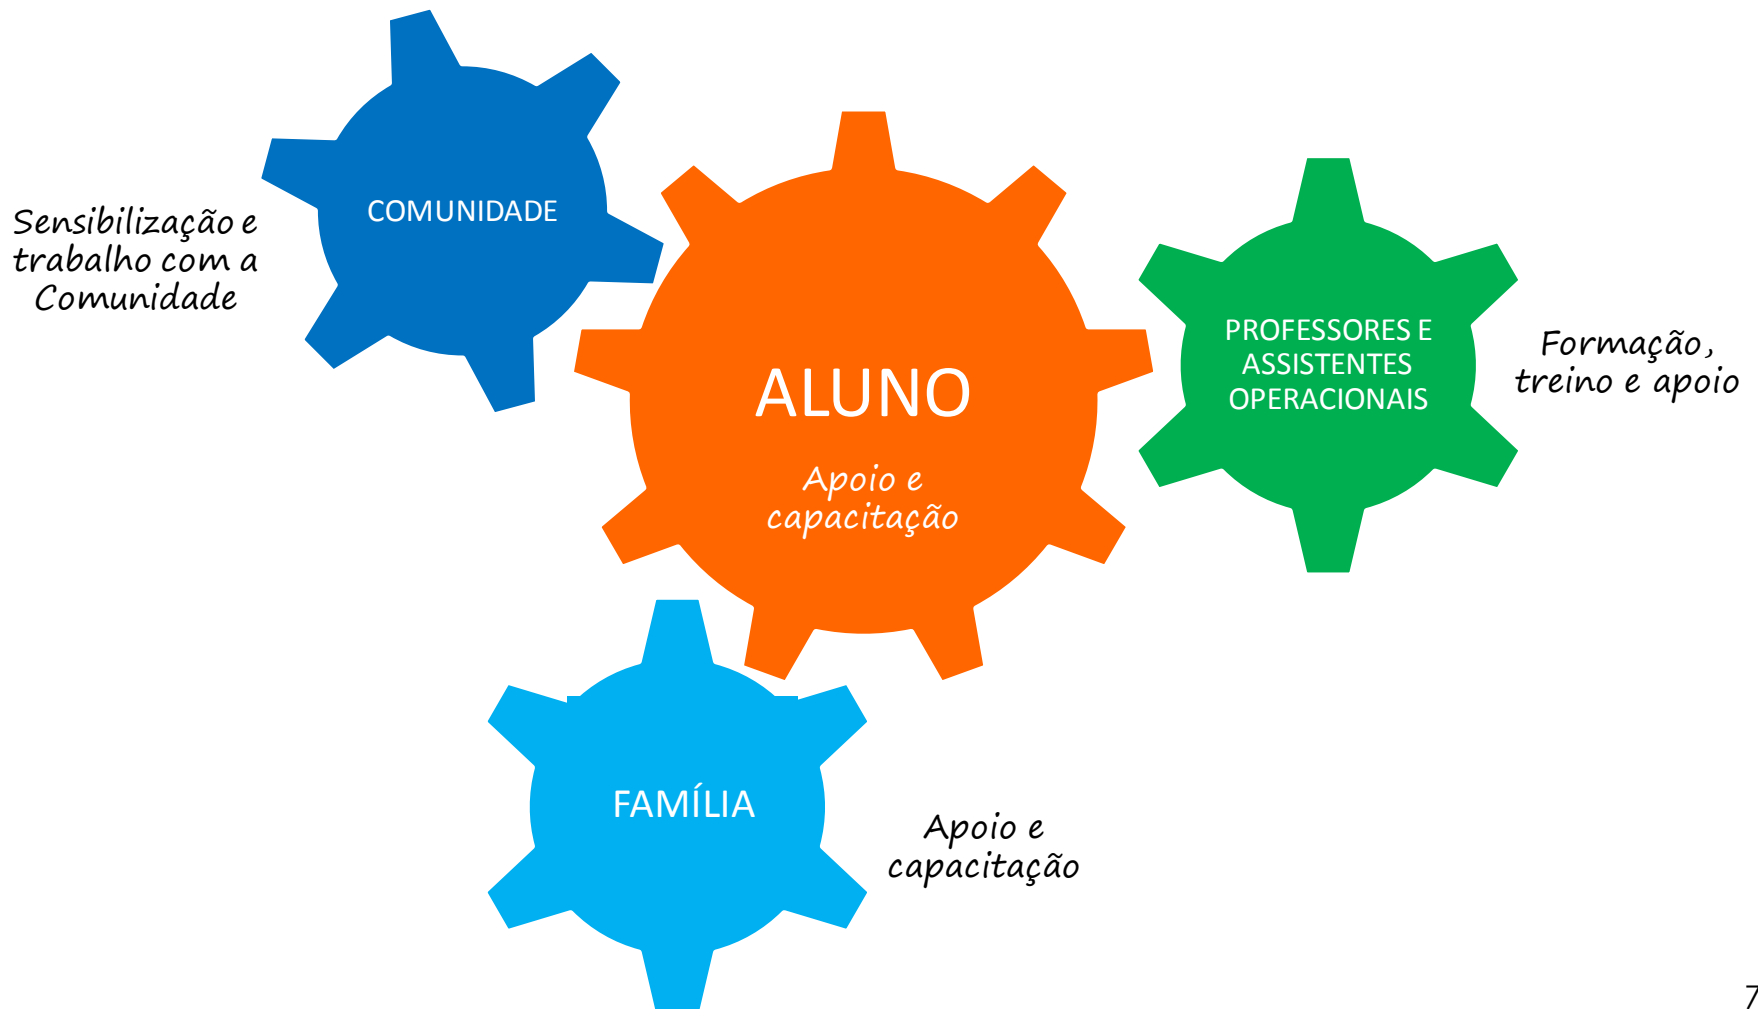 COMUNIDADE
Sensibilização e
trabalho com a
Comunidade
ALUNO
Apoio e
capacitação
PROFESSORES E
ASSISTENTES
OPERACIONAIS
Formação,
treino e apoio
FAMÍLIA
Apoio e
capacitação
7